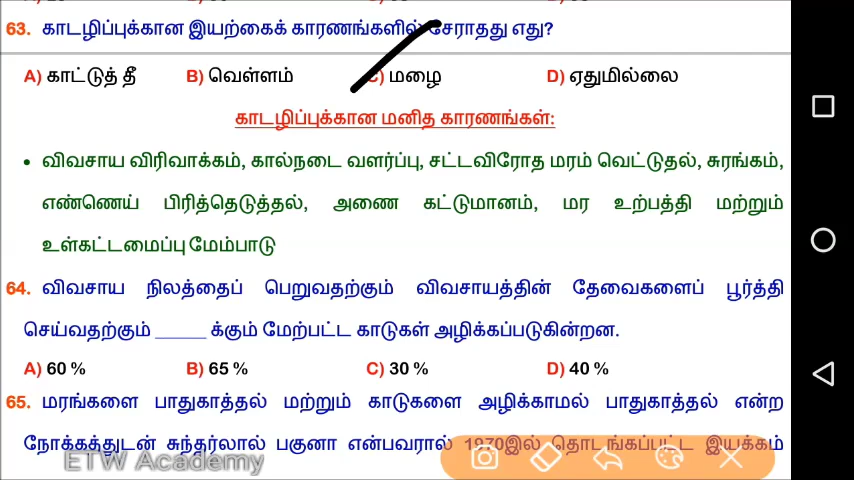 63. காடழிப்புக்கான இயற்கைக் காரணங்களில் சேராதது எது?
A) காட்டுத் தீ B) வெள்ளம் C) மழை D) ஏதுமில்லை
காடழிப்புக்கான மனித காரணங்கள்:
• விவசாய விரிவாக்கம், கால்நடை வளர்ப்பு, சட்டவிரோத மரம் வெட்டுதல், சுரங்கம்,
எண்ணெய் பிரித்தெடுத்தல், அணை கட்டுமானம், மர உற்பத்தி மற்றும்
உள்கட்டமைப்பு மேம்பாடு
64. விவசாய நிலத்தைப் பெறுவதற்கும் விவசாயத்தின் தேவைகளைப் பூர்த்தி
செய்வதற்கும் ______ க்கும் மேற்பட்ட காடுகள் அழிக்கப்படுகின்றன.
A) 60 % B) 65 % C) 30 % D) 40 %
65. மரங்களை பாதுகாத்தல் மற்றும் காடுகளை அழிக்காமல் பாதுகாத்தல் என்ற
நோக்கத்துடன் சுந்தர்லால் பகுனா என்பவரால் 1970இல் தொடங்கப்பட்ட இயக்கம்
ETW Academy